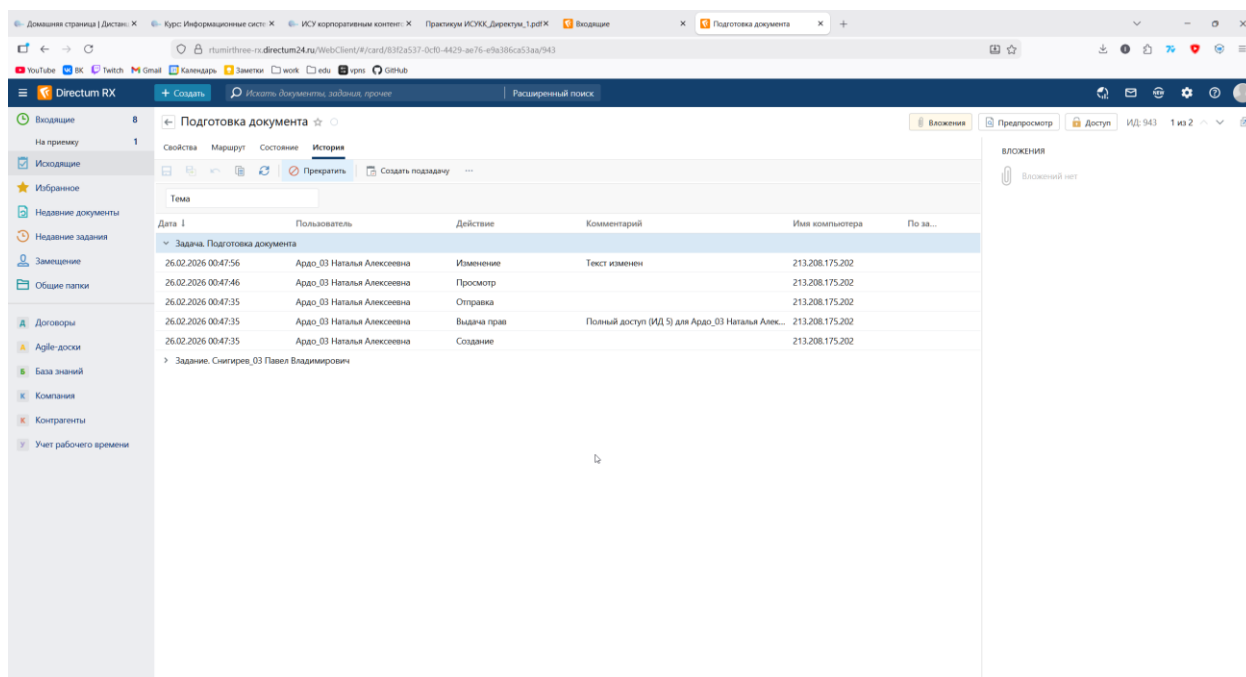 Домашняя страница | Дистанц
Курс: Информационные систе
ИСУ корпоративным контент
Практикум ИСУКК_Директум_1.pdf
Входящие
Подготовка документа
rtumirthree-rx.directum24.ru/WebClient/#/card/83f2a537-0cf0-4429-ae76-e9a386ca53aa/943
YouTube ВК Twitch Gmail Календарь Заметки work edu vpns GitHub
Directum RX + Создать Искать документы, задания, прочее Расширенный поиск
Входящие 8
На приемку 1
Исходящие
Избранное
Недавние документы
Недавние задания
Замещение
Общие папки
Д Договоры
А Agile-доски
Б База знаний
К Компания
К Контрагенты
У Учет рабочего времени
Подготовка документа
Вложения Предпросмотр Доступ ИД: 943 1 из 2
Свойства Маршрут Состояние История
Прекратить Создать подзадачу ...
Тема
Дата Пользователь Действие Комментарий Имя компьютера По за...
Задача. Подготовка документа
26.02.2026 00:47:56 Ардо_03 Наталья Алексеевна Изменение Текст изменен 213.208.175.202
26.02.2026 00:47:46 Ардо_03 Наталья Алексеевна Просмотр 213.208.175.202
26.02.2026 00:47:35 Ардо_03 Наталья Алексеевна Отправка 213.208.175.202
26.02.2026 00:47:35 Ардо_03 Наталья Алексеевна Выдача прав Полный доступ (ИД 5) для Ардо_03 Наталья Алек... 213.208.175.202
26.02.2026 00:47:35 Ардо_03 Наталья Алексеевна Создание 213.208.175.202
Задание. Снигирев_03 Павел Владимирович
ВЛОЖЕНИЯ
Вложений нет